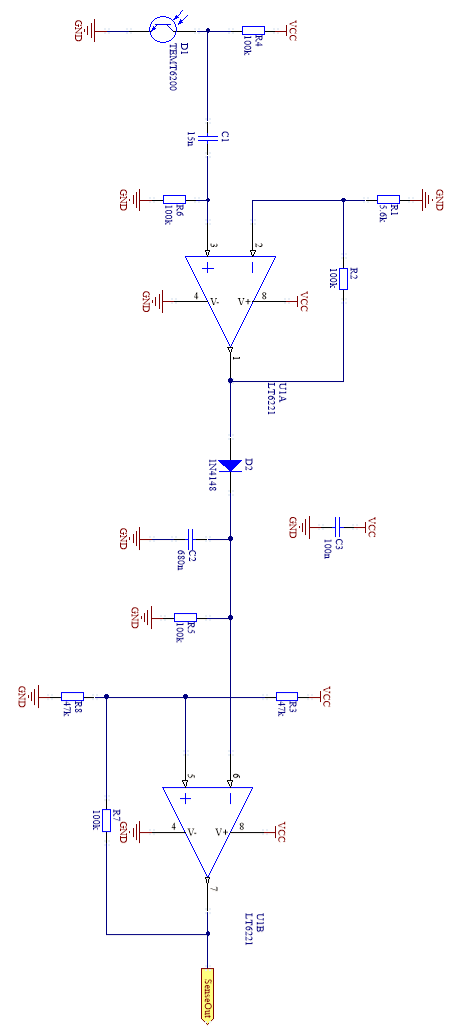 GND
D1
TEMT6200
R4
100k
VCC
C1
15n
GND
R6
100k
R1
5.6k
GND
3
2
R2
100k
+
−
GND
4
V-
V+
8
VCC
1
U1A
LT6221
D2
1N4148
GND
C2
680n
GND
C3
100n
VCC
GND
R5
100k
GND
R8
47k
R3
47k
VCC
5
6
+
−
R7
100k
GND
4
V-
V+
8
VCC
7
U1B
LT6221
SenseOut